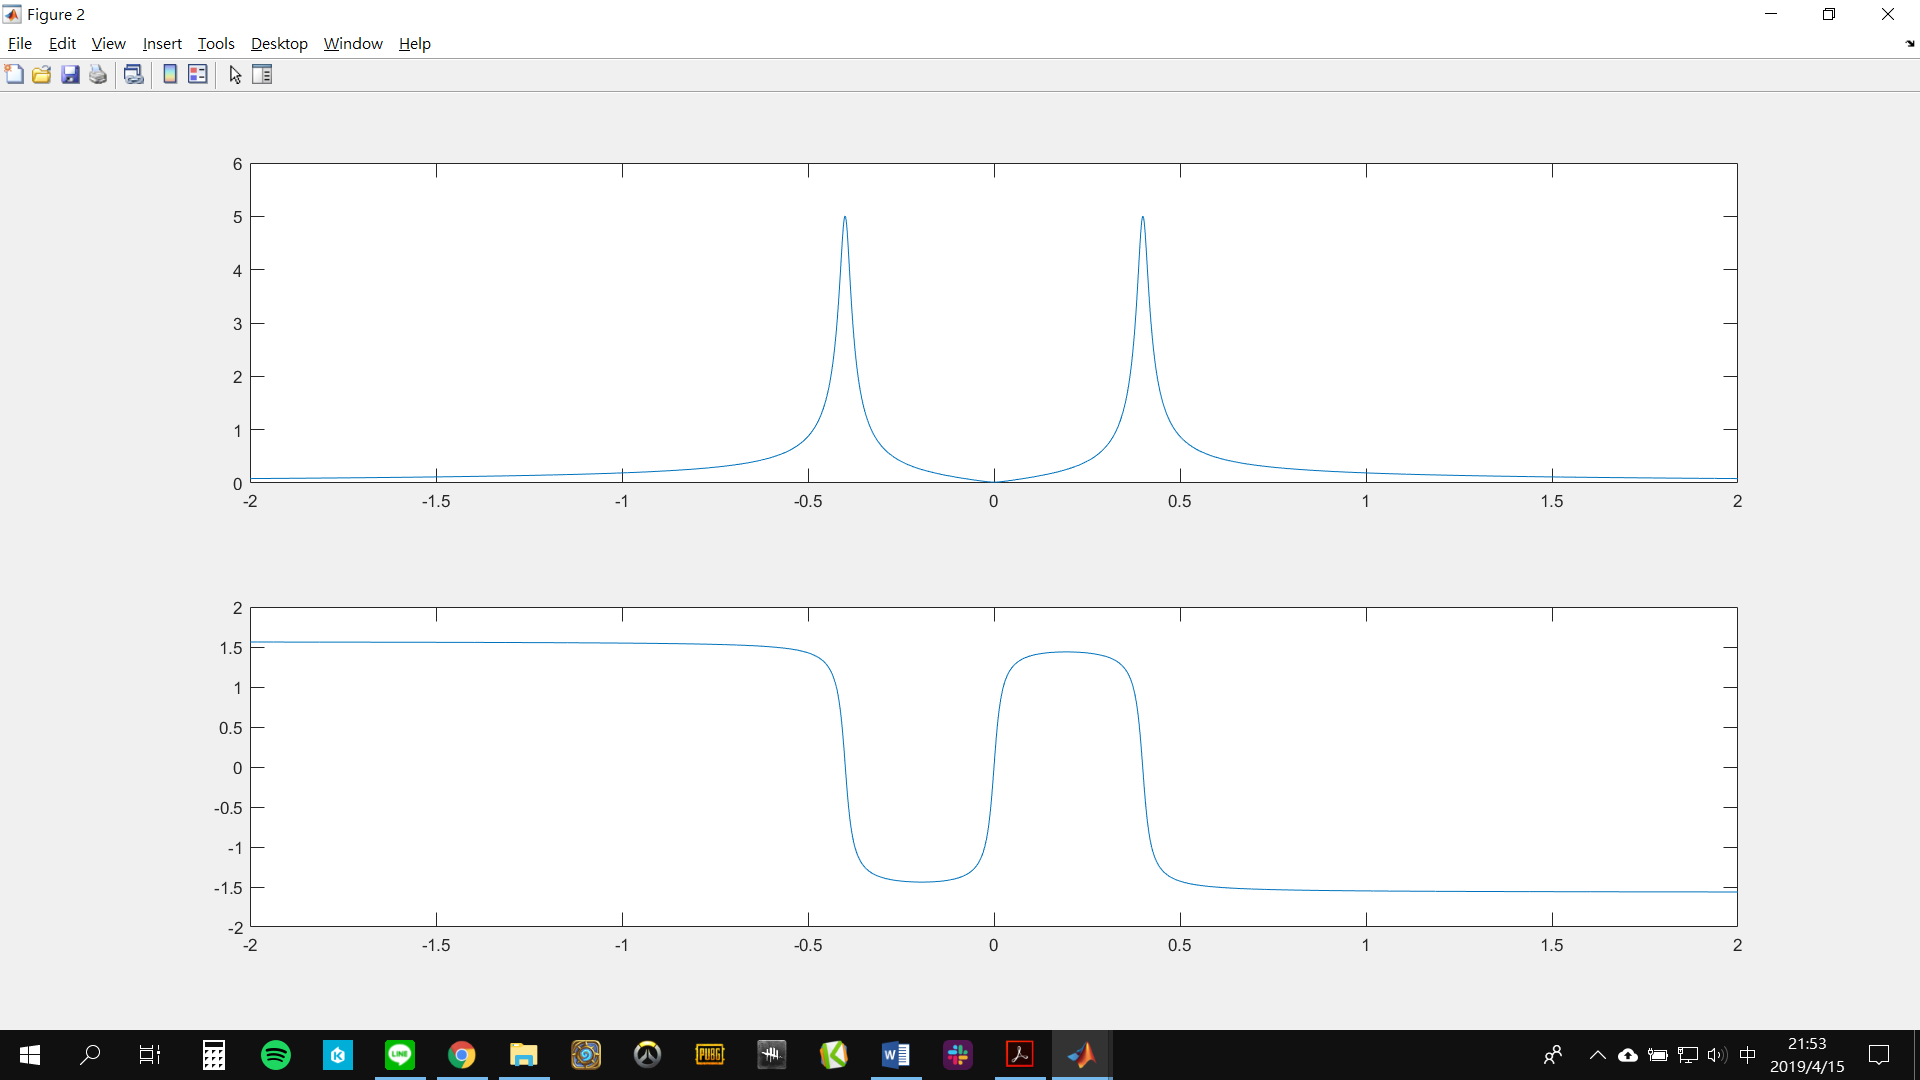 Figure 2
File Edit View Insert Tools Desktop Window Help
6
5
4
3
2
1
0
-2 -1.5 -1 -0.5 0 0.5 1 1.5 2
2
1.5
1
0.5
0
-0.5
-1
-1.5
-2
-2 -1.5 -1 -0.5 0 0.5 1 1.5 2
LINE
PUBG
W
中
21:53
2019/4/15